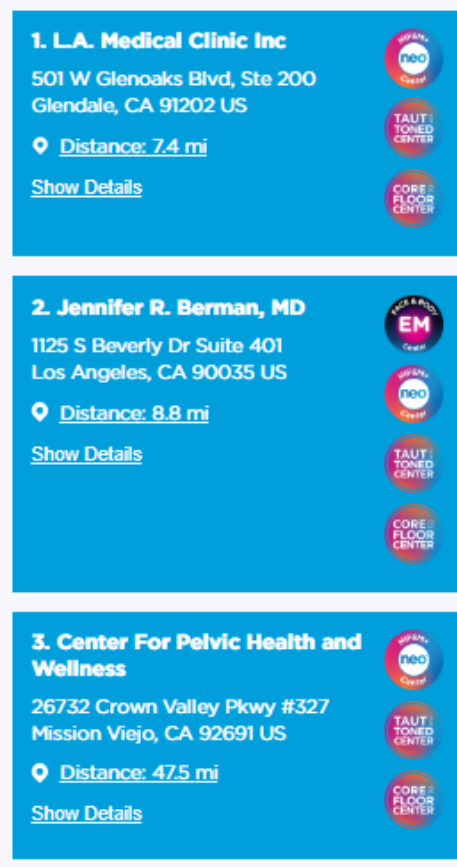 1. L.A. Medical Clinic Inc
501 W Glenoaks Blvd, Ste 200
Glendale, CA 91202 US
Distance: 7.4 mi
Show Details
HIFEM+
neo
Center
TAUT &
TONED
CENTER
CORE TO
FLOOR
CENTER
2. Jennifer R. Berman, MD
1125 S Beverly Dr Suite 401
Los Angeles, CA 90035 US
Distance: 8.8 mi
Show Details
FACE & BODY
EM
Center
neo
Center
TAUT
TONED
CENTER
CORE
FLOOR
CENTER
3. Center For Pelvic Health and
Wellness
26732 Crown Valley Pkwy #327
Mission Viejo, CA 92691 US
Distance: 47.5 mi
Show Details
neo
Center
TAUT
TONED
CENTER
CORE
FLOOR
CENTER